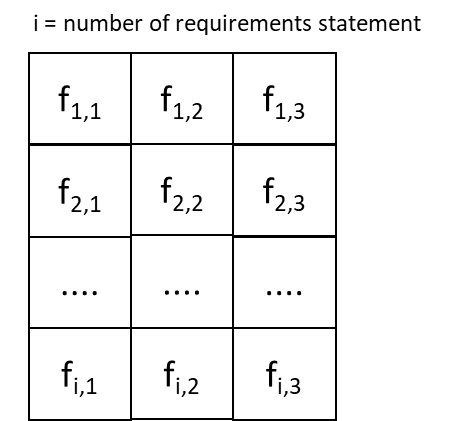 i = number of requirements statement
f1,1 f1,2 f1,3
f2,1 f2,2 f2,3
.... .... ....
fi,1 fi,2 fi,3